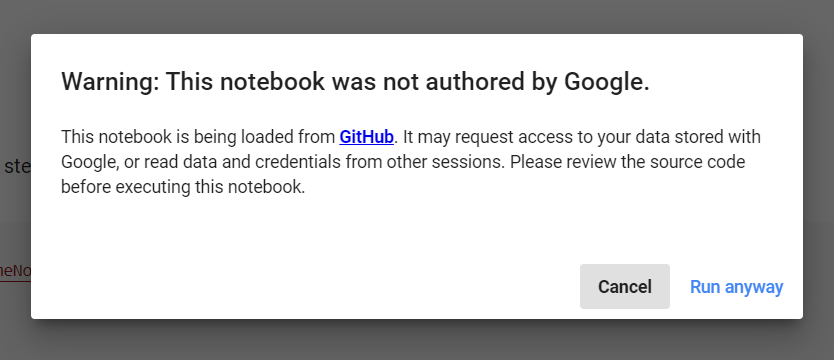 Warning: This notebook was not authored by Google.
This notebook is being loaded from GitHub. It may request access to your data stored with
Google, or read data and credentials from other sessions. Please review the source code
before executing this notebook.
ste
neNo
Cancel
Run anyway